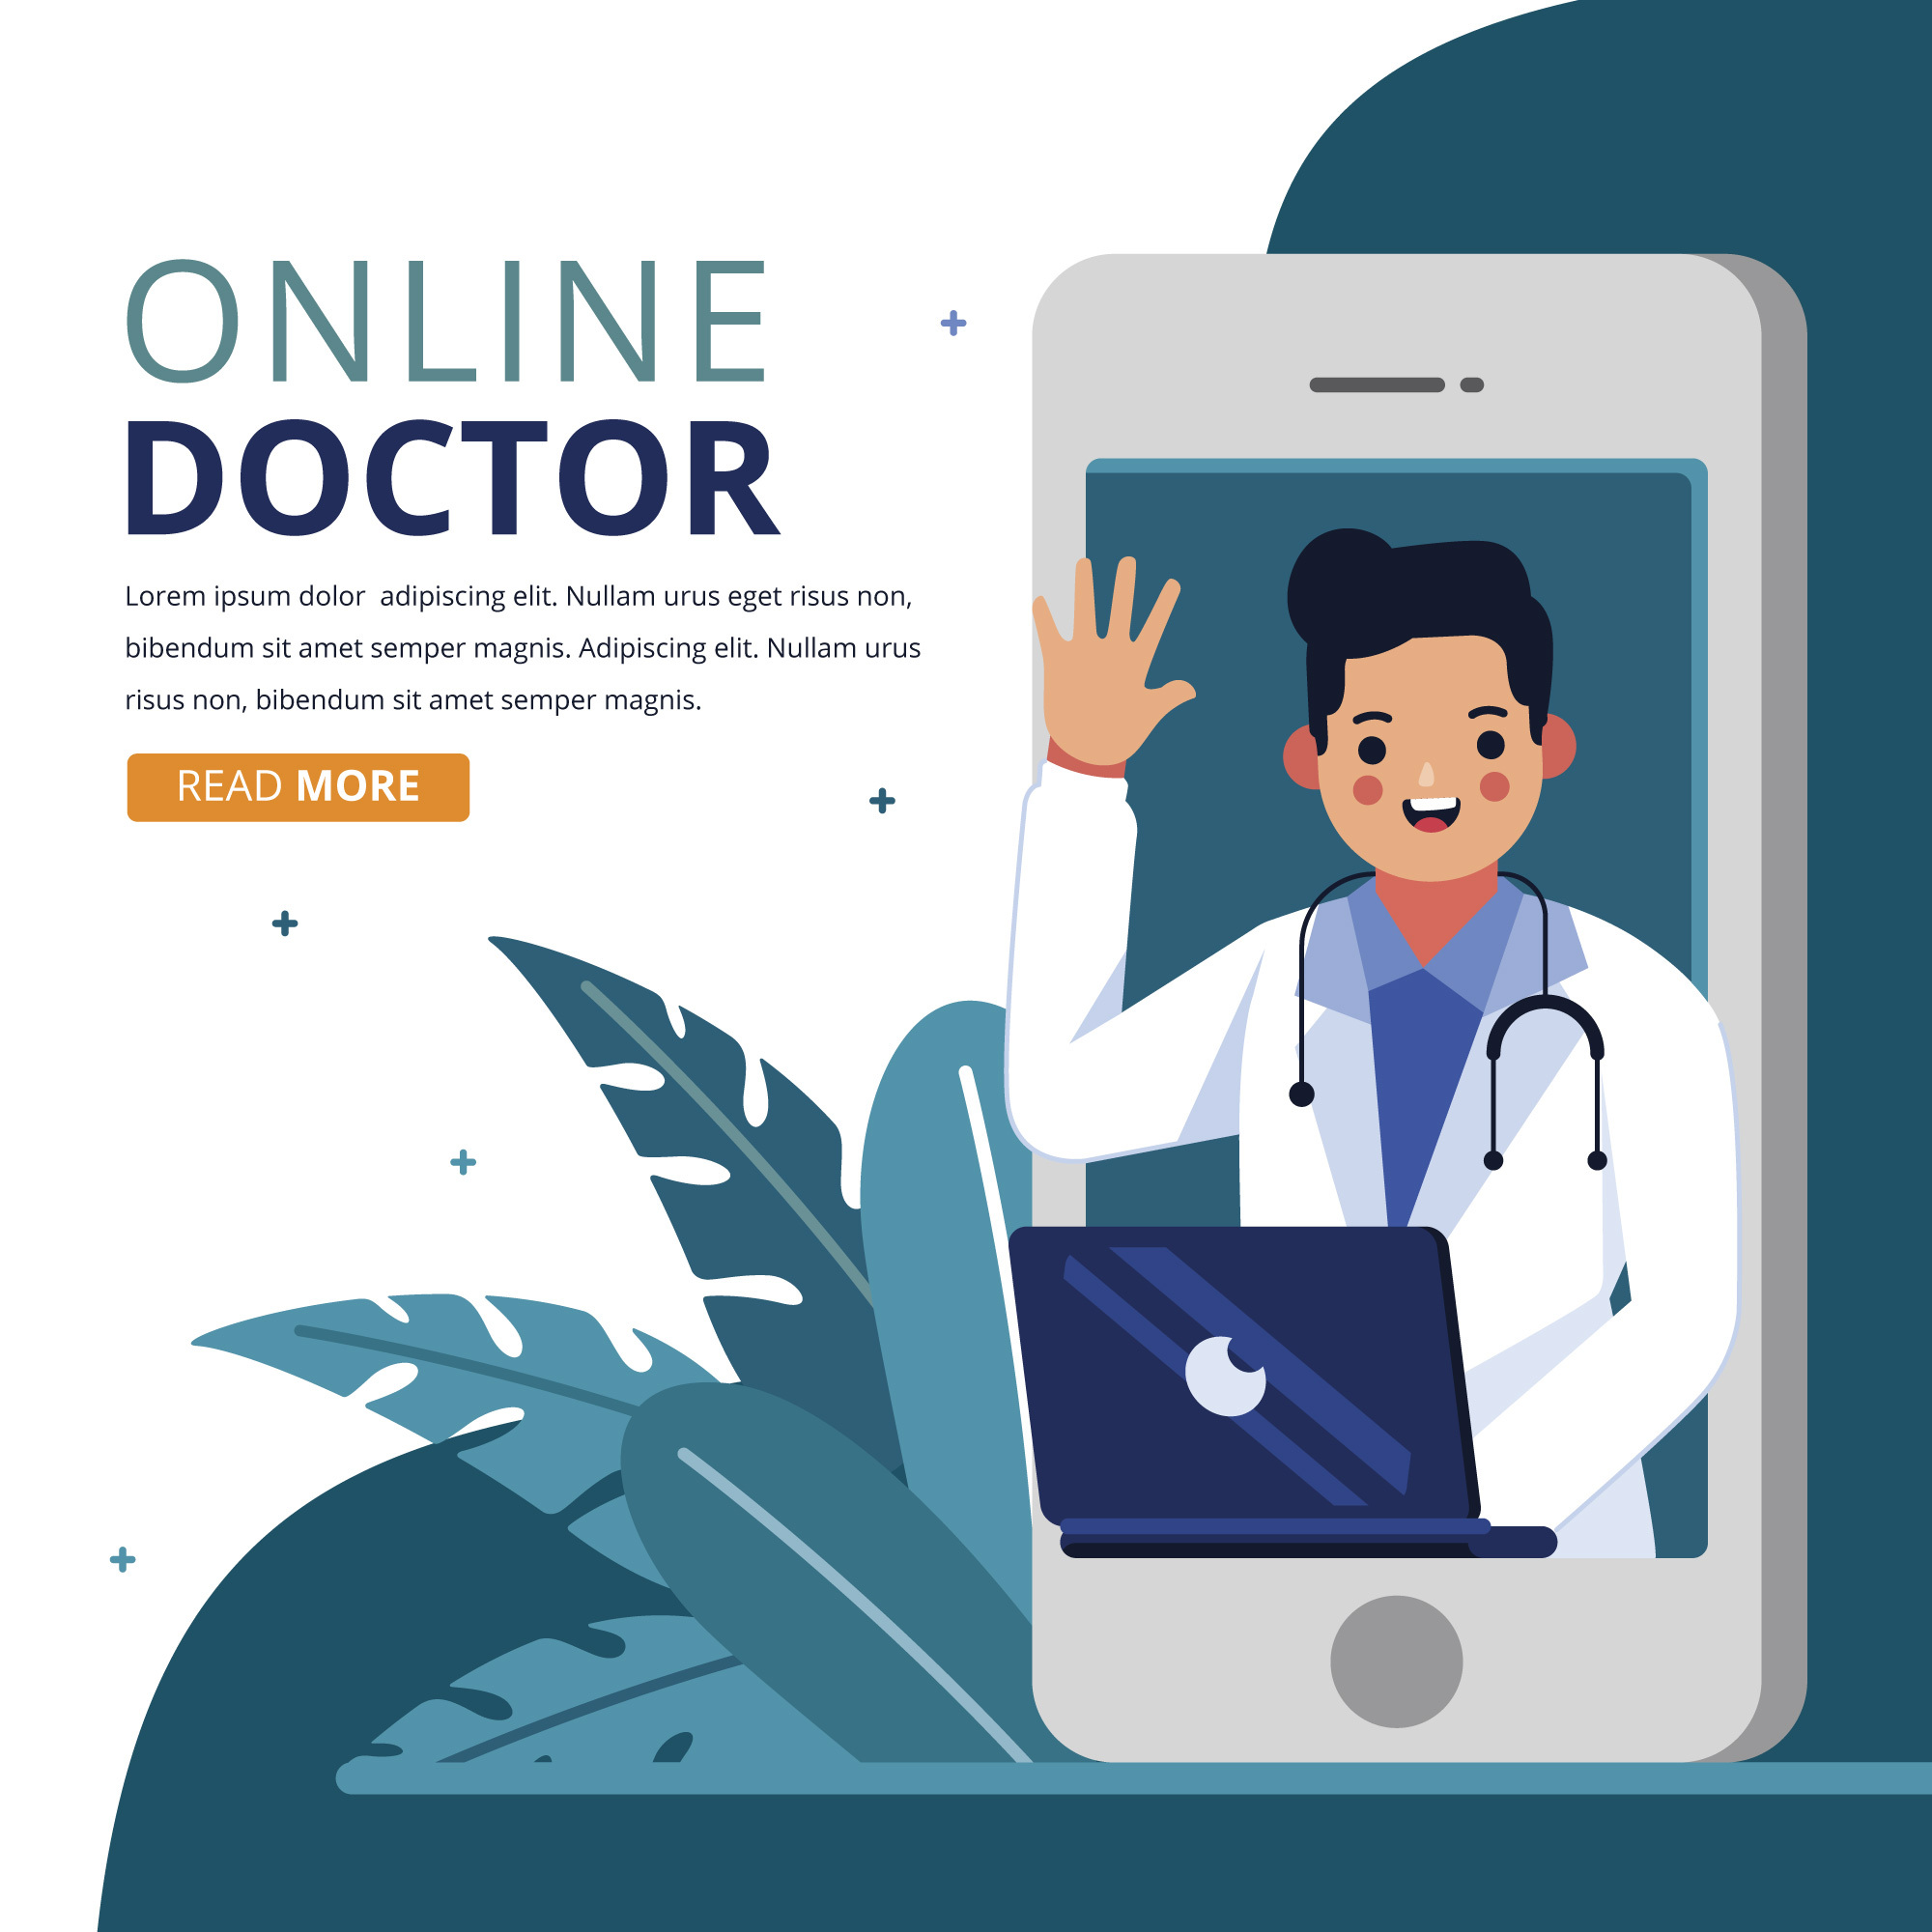 ONLINE
DOCTOR
Lorem ipsum dolor  adipiscing elit. Nullam urus eget risus non,
bibendum sit amet semper magnis. Adipiscing elit. Nullam urus
risus non, bibendum sit amet semper magnis.
READ MORE